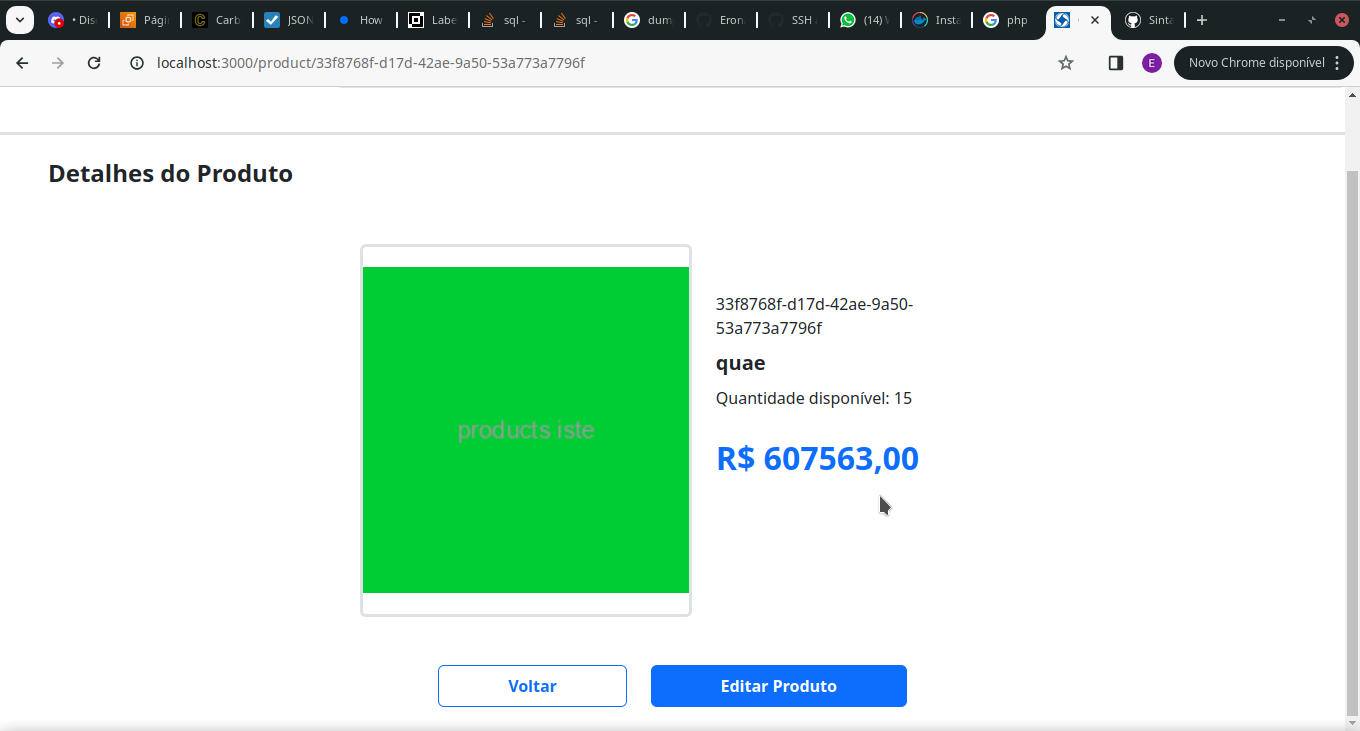 • Dis
Pági
Carb
JSON
How
Labe
sql -
sql -
dum
Eron
SSH
(14)
Insta
php
Sinta
localhost:3000/product/33f8768f-d17d-42ae-9a50-53a773a7796f
E
Novo Chrome disponível
Detalhes do Produto
products iste
33f8768f-d17d-42ae-9a50-
53a773a7796f
quae
Quantidade disponível: 15
R$ 607563,00
Voltar
Editar Produto